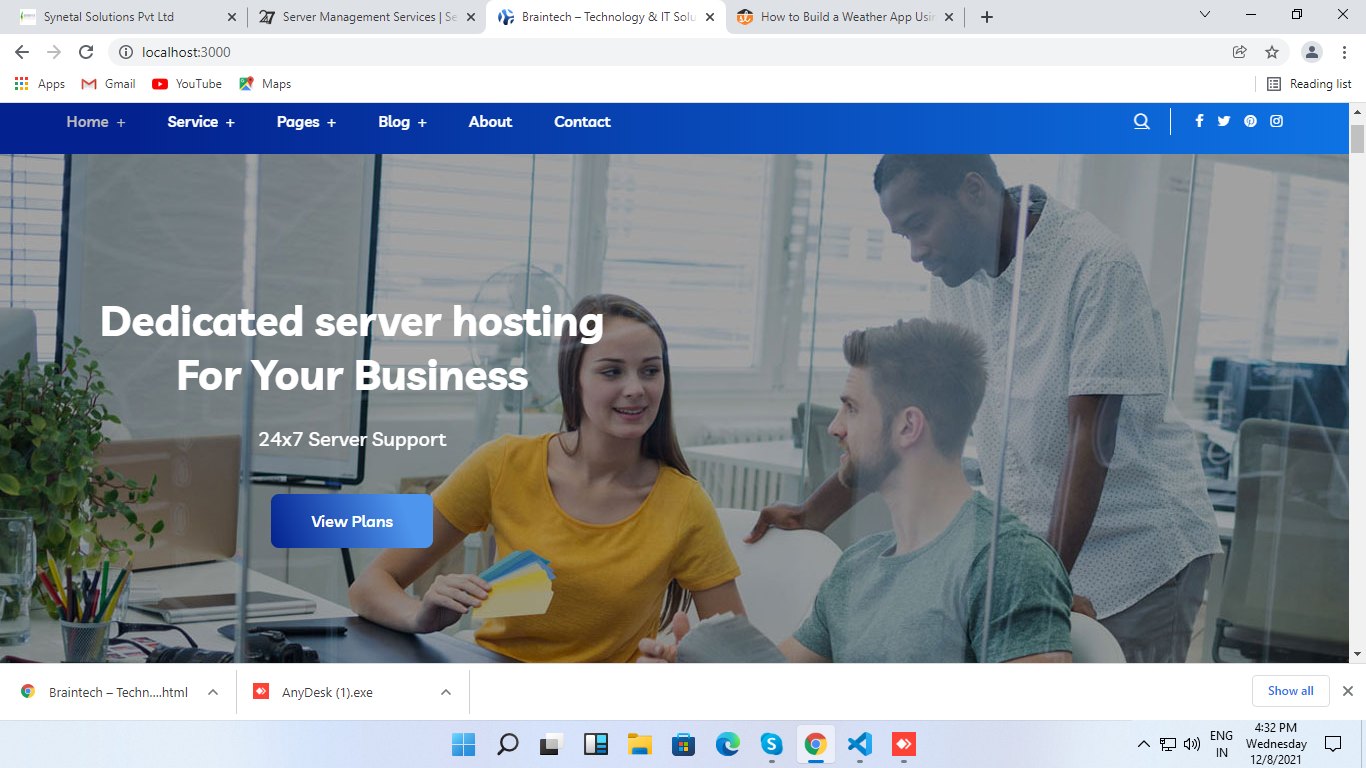 Synetal Solutions Pvt Ltd
Server Management Services | Se
Braintech – Technology & IT Solu
How to Build a Weather App Usin
localhost:3000
Apps
Gmail
YouTube
Maps
Reading list
Home +
Service +
Pages +
Blog +
About
Contact
Dedicated server hosting
For Your Business
24x7 Server Support
View Plans
Braintech – Techn....html
AnyDesk (1).exe
Show all
ENG
IN
4:32 PM
Wednesday
12/8/2021